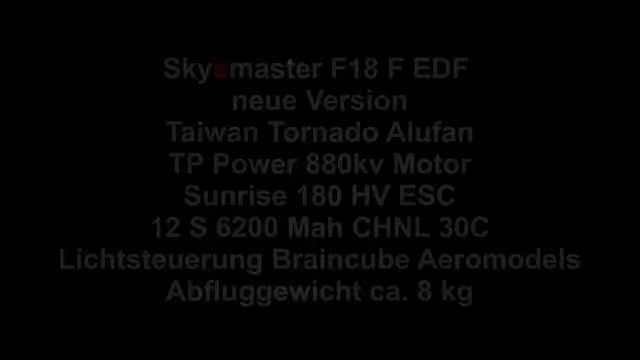 Skydmaster F18 F EDF
neue Version
Taiwan Tornado Alufan
TP Power 880kv Motor
Sunrise 180 HV ESC
12 S 6200 Mah CHNL 30C
Lichtsteuerung Braincube Aeromodels
Abfluggewicht ca. 8 kg